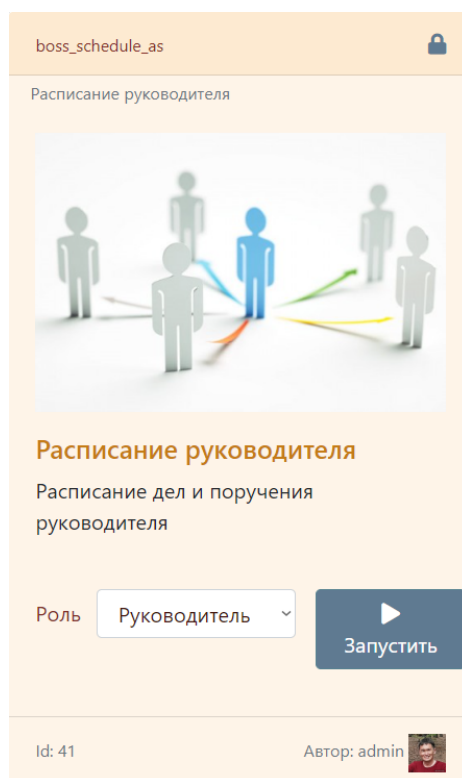 boss_schedule_as
Расписание руководителя
Расписание руководителя
Расписание дел и поручения
руководителя
Роль Руководитель Запустить
Id: 41 Автор: admin